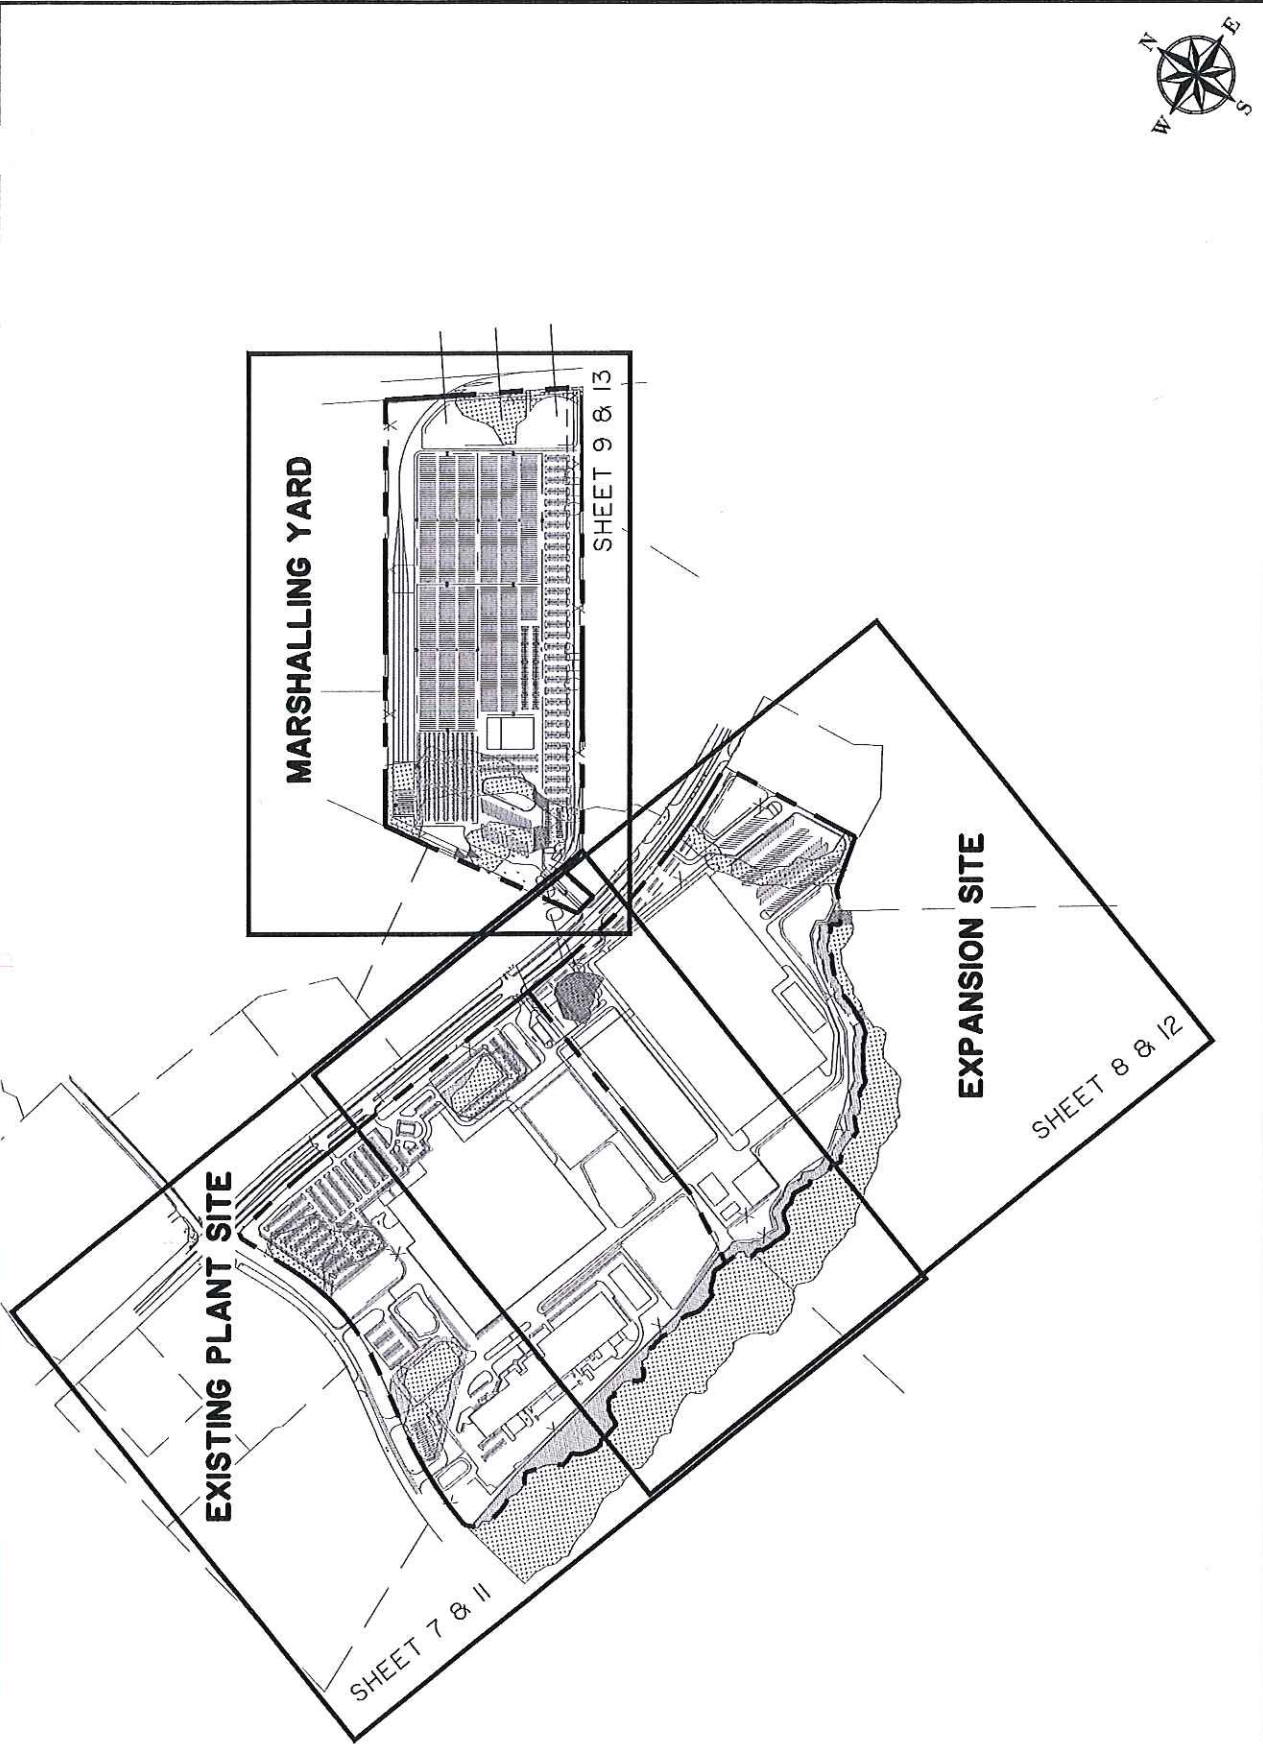 N
E
W
S
MARSHALLING YARD
SHEET 9 & 13
EXPANSION SITE
SHEET 8 & 12
EXISTING PLANT SITE
SHEET 7 & 11